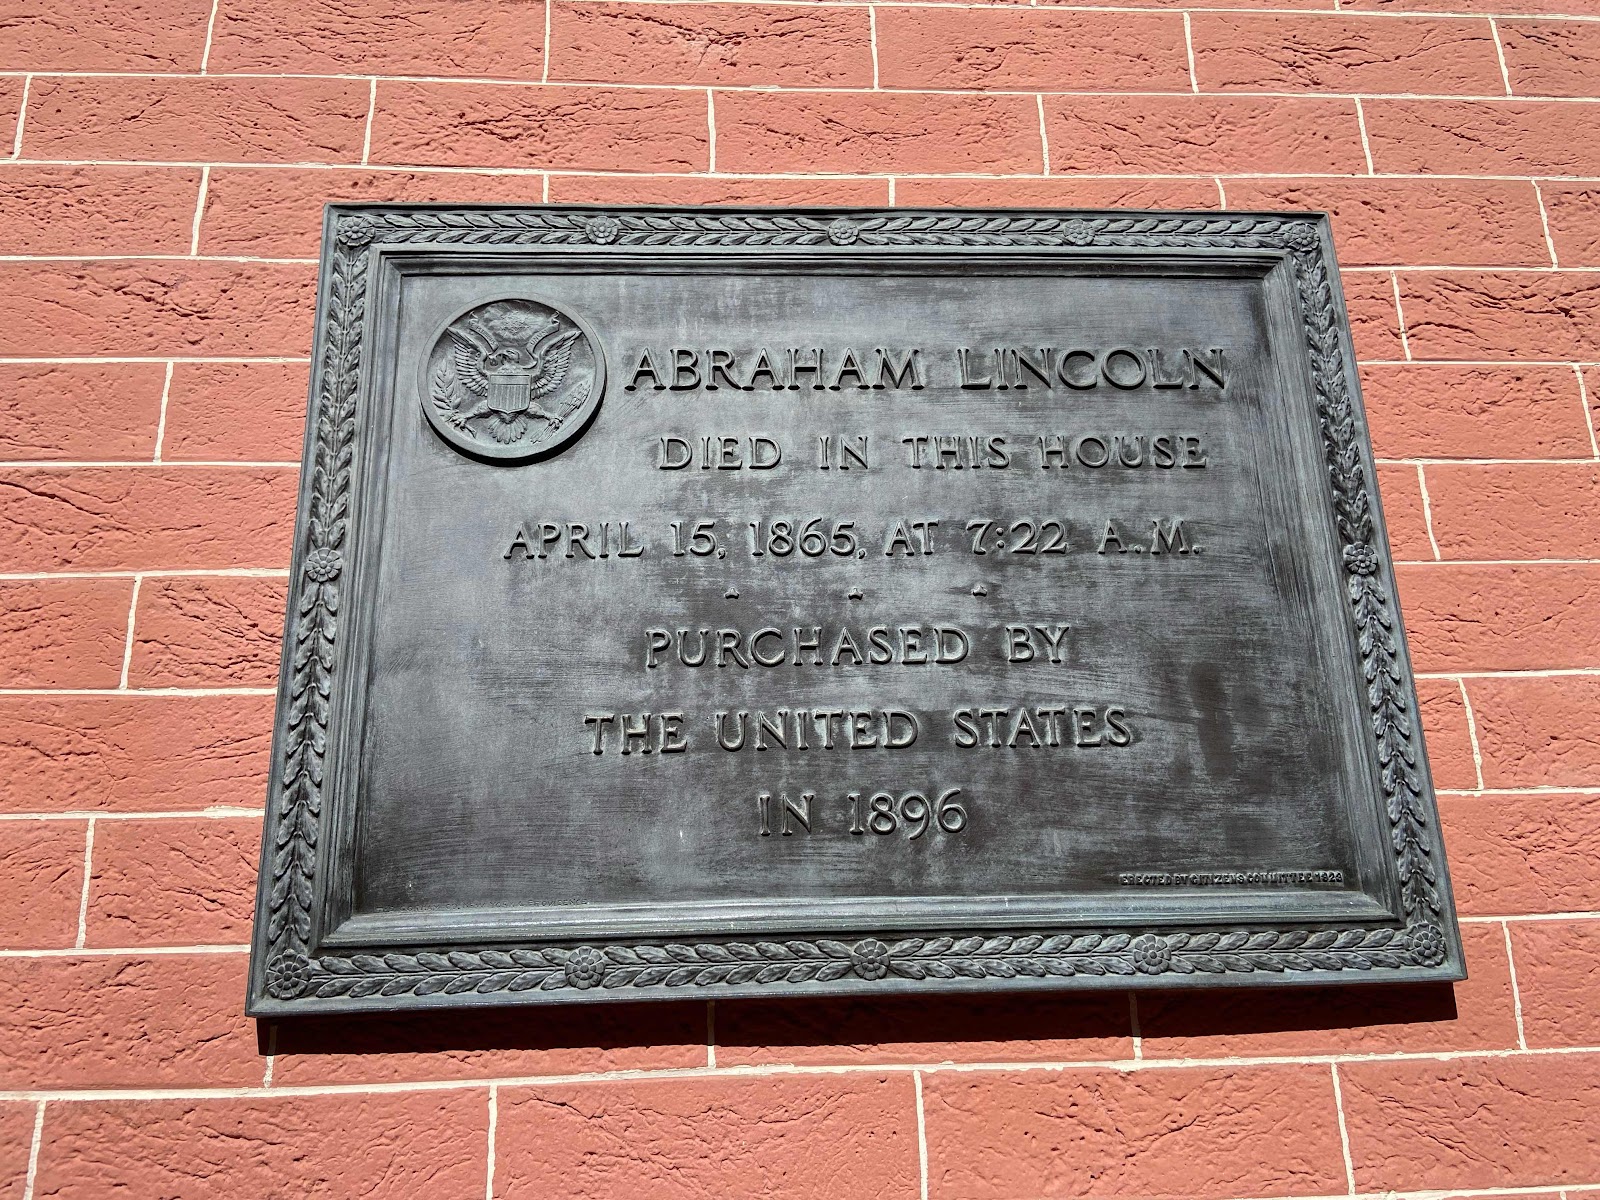 ABRAHAM LINCOLN
DIED IN THIS HOUSE
APRIL 15, 1865, AT 7:22 A.M.
PURCHASED BY
THE UNITED STATES
IN 1896
ERECTED BY CITIZENS COMMITTEE 1923